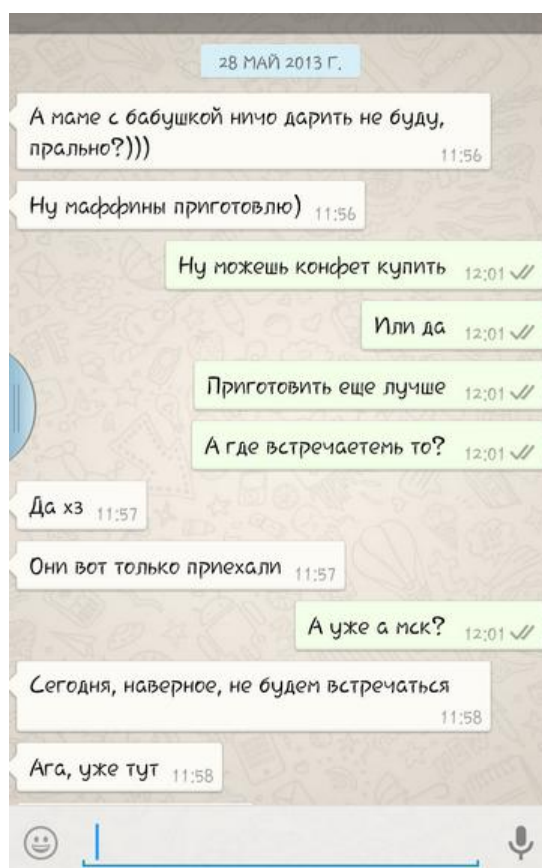 28 МАЙ 2013 Г.
А маме с бабушкой ничо дарить не буду,
прально?)))
11:56
Ну маффины приготовлю) 11:56
Ну можешь конфет купить 12:01
Или да 12:01
Приготовить еще лучше 12:01
А где встречаетемь то? 12:01
Да хз 11:57
Они вот только приехали 11:57
А уже а мск? 12:01
Сегодня, наверное, не будем встречаться
11:58
Ага, уже тут 11:58